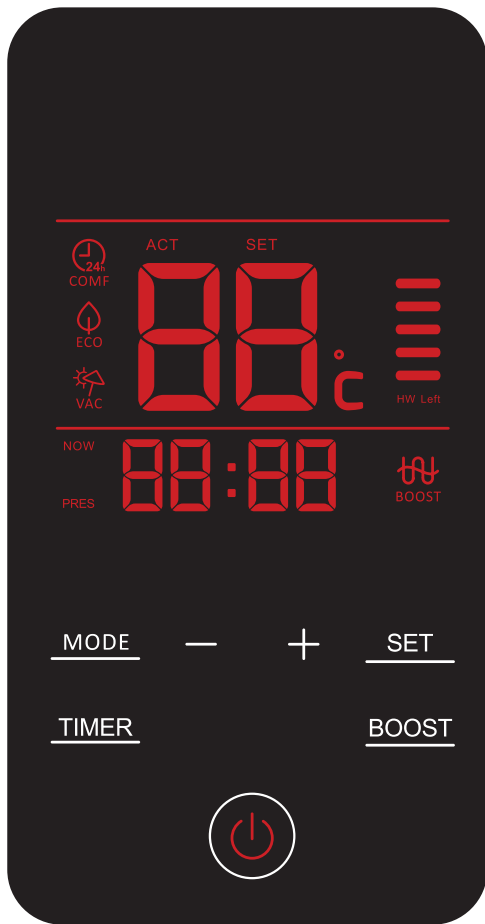 ACT SET
24h
COMF
ECO
VAC
88
°C
HW Left
NOW
88:88
PRES
BOOST
MODE − + SET
TIMER BOOST